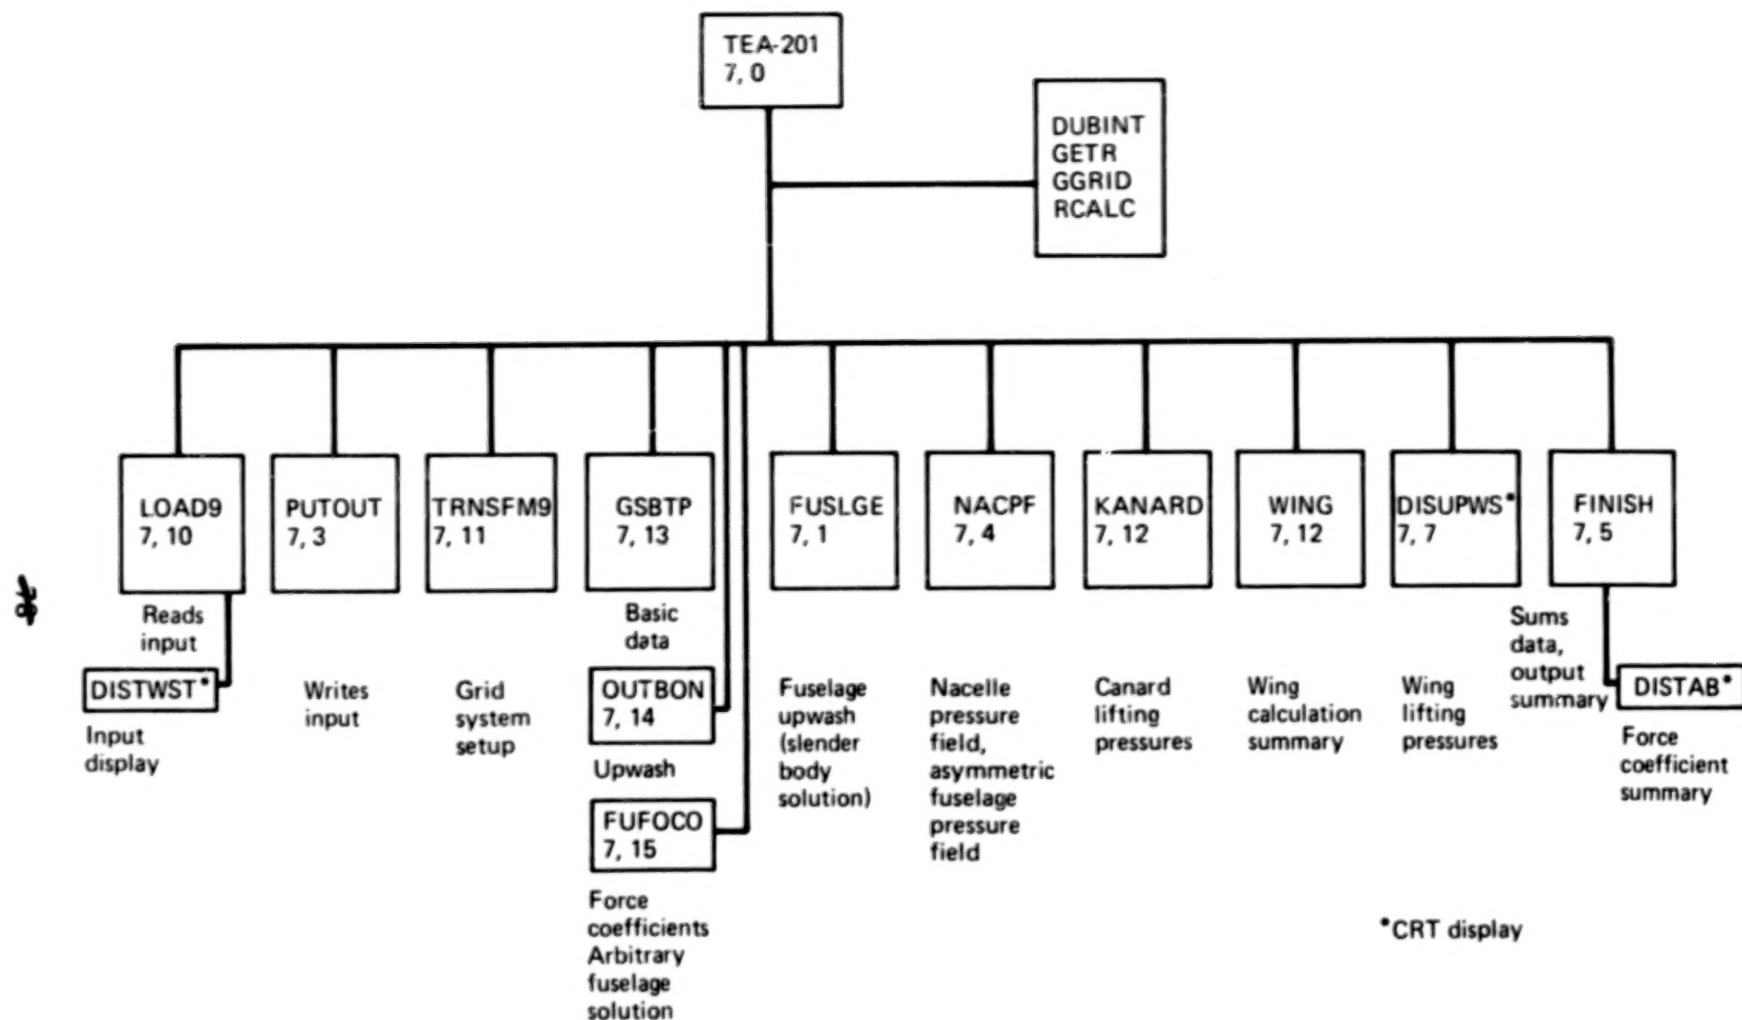 TEA-201
7, 0
DUBINT
GETR
GGRID
RCALC
LOAD9
7, 10
PUTOUT
7, 3
TRNSFM9
7, 11
GSBTP
7, 13
FUSLGE
7, 1
NACPF
7, 4
KANARD
7, 12
WING
7, 12
DISUPWS*
7, 7
FINISH
7, 5
Reads
input
DISTWST*
Input
display
Writes
input
Grid
system
setup
Basic
data
OUTBON
7, 14
Upwash
FUFOCO
7, 15
Force
coefficients
Arbitrary
fuselage
solution
Fuselage
upwash
(slender
body
solution)
Nacelle
pressure
field,
asymmetric
fuselage
pressure
field
Canard
lifting
pressures
Wing
calculation
summary
Wing
lifting
pressures
Sums
data,
output
summary
DISTAB*
Force
coefficient
summary
*CRT display